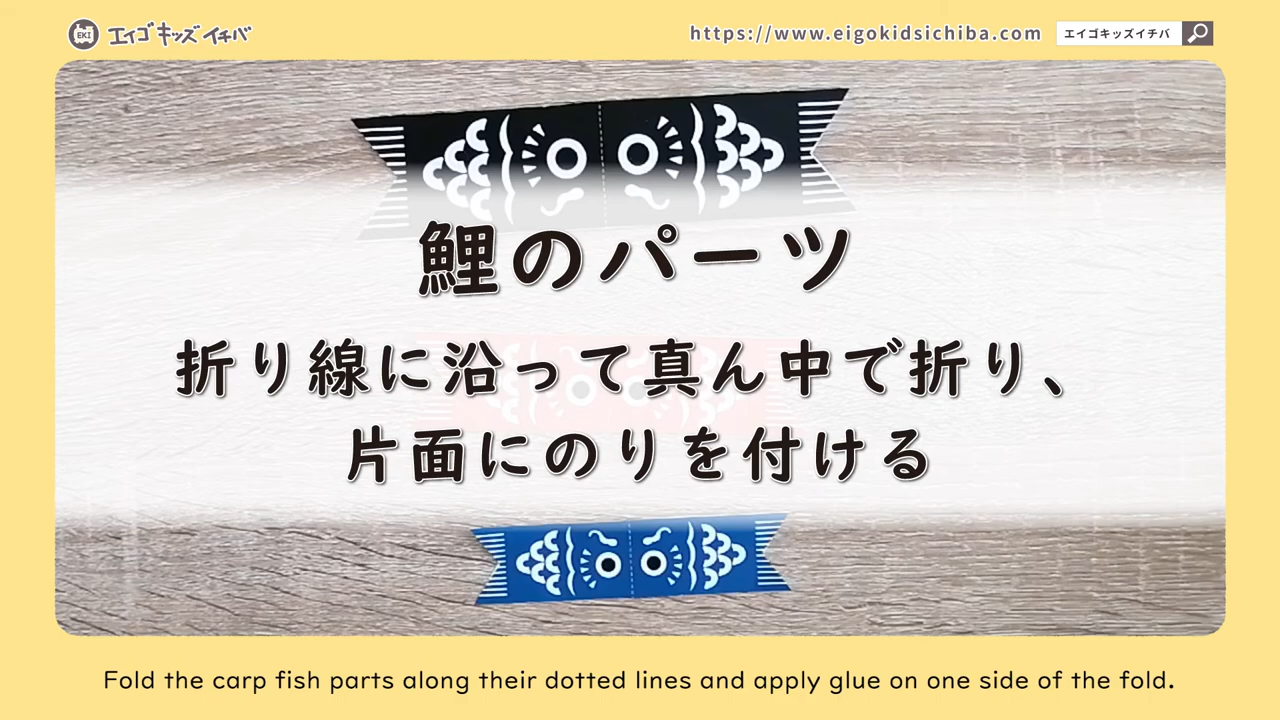 EKI エイゴキッズイチバ
https://www.eigokidsichiba.com エイゴキッズイチバ
鯉のパーツ
折り線に沿って真ん中で折り、
片面にのりを付ける
Fold the carp fish parts along their dotted lines and apply glue on one side of the fold.